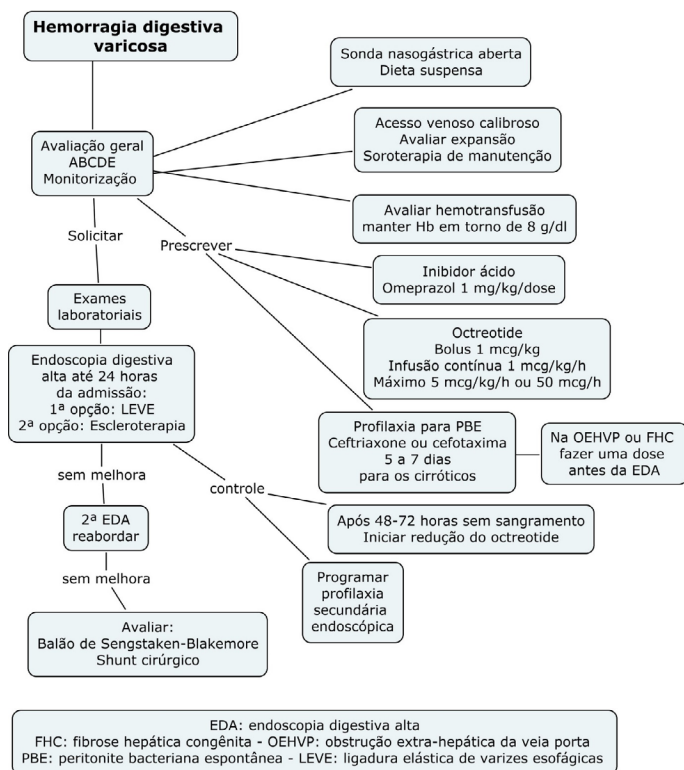 Hemorragia digestiva
varicosa
Sonda nasogástrica aberta
Dieta suspensa
Avaliação geral
ABCDE
Monitorização
Acesso venoso calibroso
Avaliar expansão
Soroterapia de manutenção
Avaliar hemotransfusão
manter Hb em torno de 8 g/dl
Solicitar
Prescrever
Inibidor ácido
Omeprazol 1 mg/kg/dose
Exames
laboratoriais
Octreotide
Bolus 1 mcg/kg
Infusão contínua 1 mcg/kg/h
Máximo 5 mcg/kg/h ou 50 mcg/h
Endoscopia digestiva
alta até 24 horas
da admissão:
1ª opção: LEVE
2ª opção: Escleroterapia
Profilaxia para PBE
Ceftriaxone ou cefotaxima
5 a 7 dias
para os cirróticos
Na OEHVP ou FHC
fazer uma dose
antes da EDA
sem melhora
controle
2ª EDA
reabordar
Após 48-72 horas sem sangramento
Iniciar redução do octreotide
sem melhora
Programar
profilaxia
secundária
endoscópica
Avaliar:
Balão de Sengstaken-Blakemore
Shunt cirúrgico
EDA: endoscopia digestiva alta
FHC: fibrose hepática congênita - OEHVP: obstrução extra-hepática da veia porta
PBE: peritonite bacteriana espontânea - LEVE: ligadura elástica de varizes esofágicas